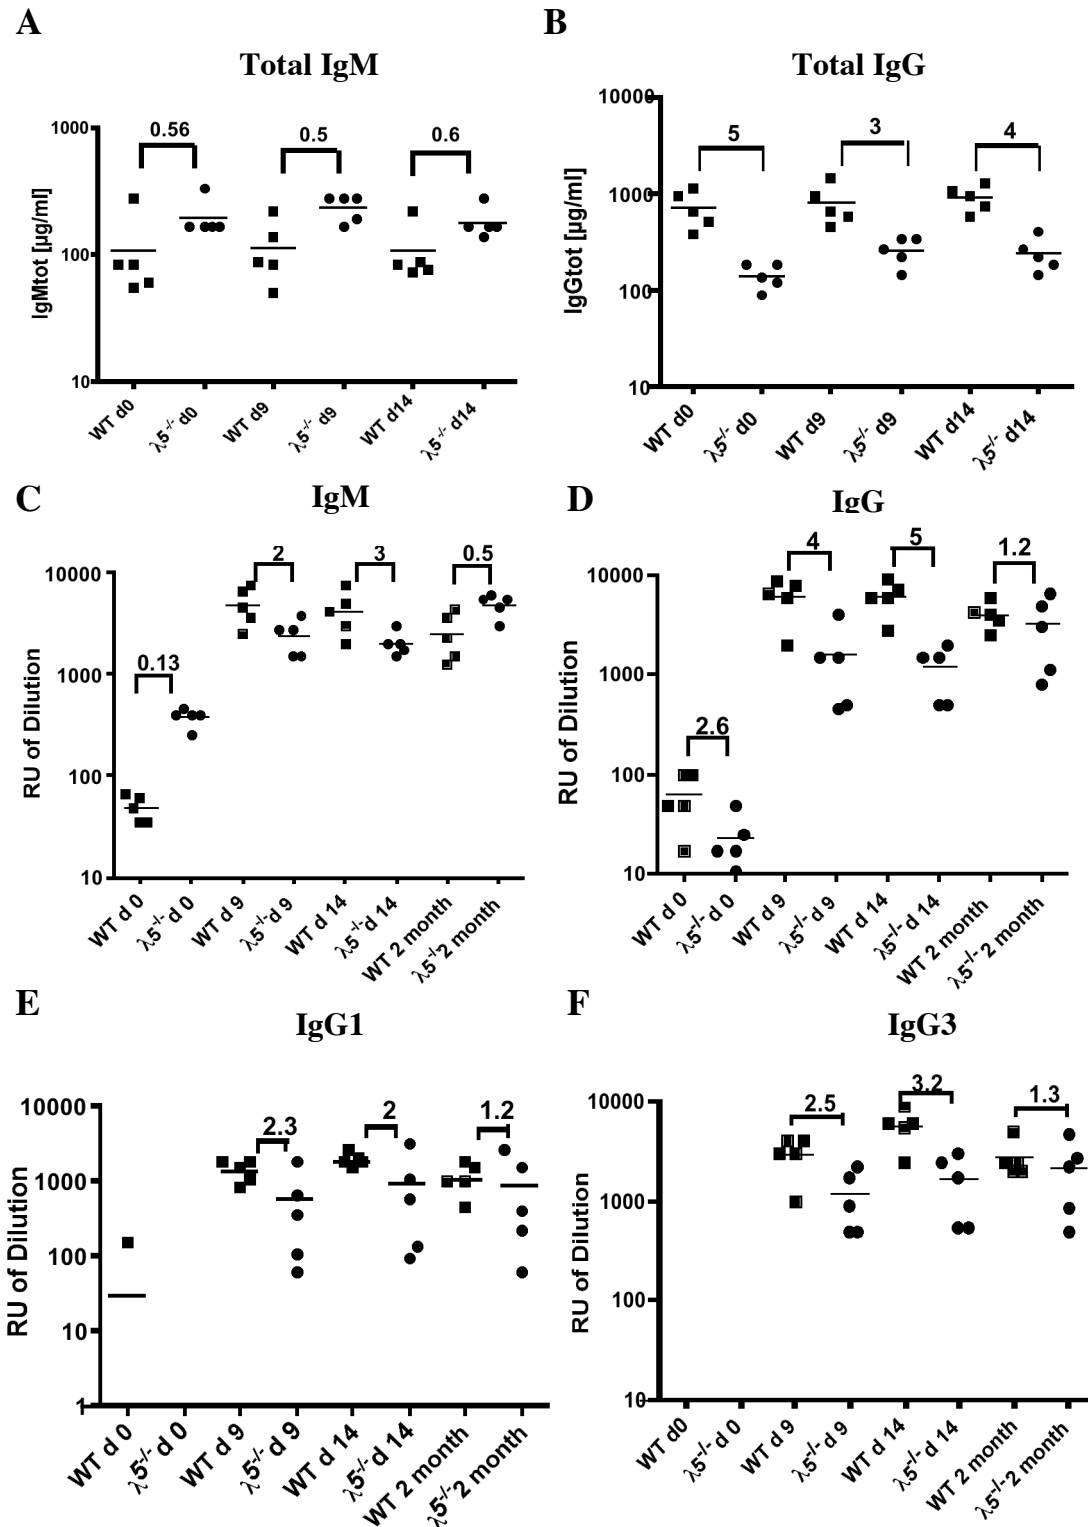 A
Total IgM
1000
100
10
IgMtot [µg/ml]
0.56
0.5
0.6
WT d0
λ5⁻/⁻ d0
WT d9
λ5⁻/⁻ d9
WT d14
λ5⁻/⁻ d14
B
Total IgG
10000
1000
100
10
IgGtot [µg/ml]
5
3
4
WT d0
λ5⁻/⁻ d0
WT d9
λ5⁻/⁻ d9
WT d14
λ5⁻/⁻ d14
C
IgM
10000
1000
100
10
RU of Dilution
0.13
2
3
0.5
WT d 0
λ5⁻/⁻ d 0
WT d 9
λ5⁻/⁻d 9
WT d 14
λ5⁻/⁻d 14
WT 2 month
λ5⁻/⁻2 month
D
IgG
10000
1000
100
10
RU of Dilution
2.6
4
5
1.2
WT d 0
λ5⁻/⁻d 0
WT d 9
λ5⁻/⁻d 9
WT d 14
λ5⁻/⁻d 14
WT 2 month
λ5⁻/⁻2 month
E
IgG1
10000
1000
100
10
1
RU of Dilution
2.3
2
1.2
WT d 0
λ5⁻/⁻d 0
WT d 9
λ5⁻/⁻d 9
WT d 14
λ5⁻/⁻d 14
WT 2 month
λ5⁻/⁻2 month
F
IgG3
10000
1000
100
10
RU of Dilution
2.5
3.2
1.3
WT d0
λ5⁻/⁻d 0
WT d 9
λ5⁻/⁻d 9
WT d 14
λ5⁻/⁻d 14
WT 2 month
λ5⁻/⁻2 month